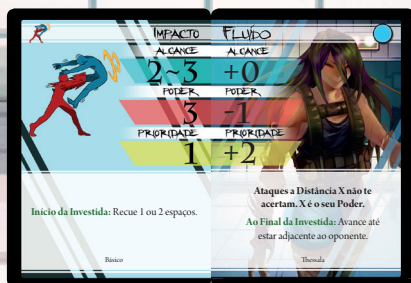 IMPACTO
ALCANCE
2~3
PODER
3
PRIORIDADE
1
Início da Investida: Recue 1 ou 2 espaços.
Básico
FLUÍDO
ALCANCE
+0
PODER
-1
PRIORIDADE
+2
Ataques a Distância X não te
acertam. X é o seu Poder.
Ao Final da Investida: Avance até
estar adjacente ao oponente.
Thessala